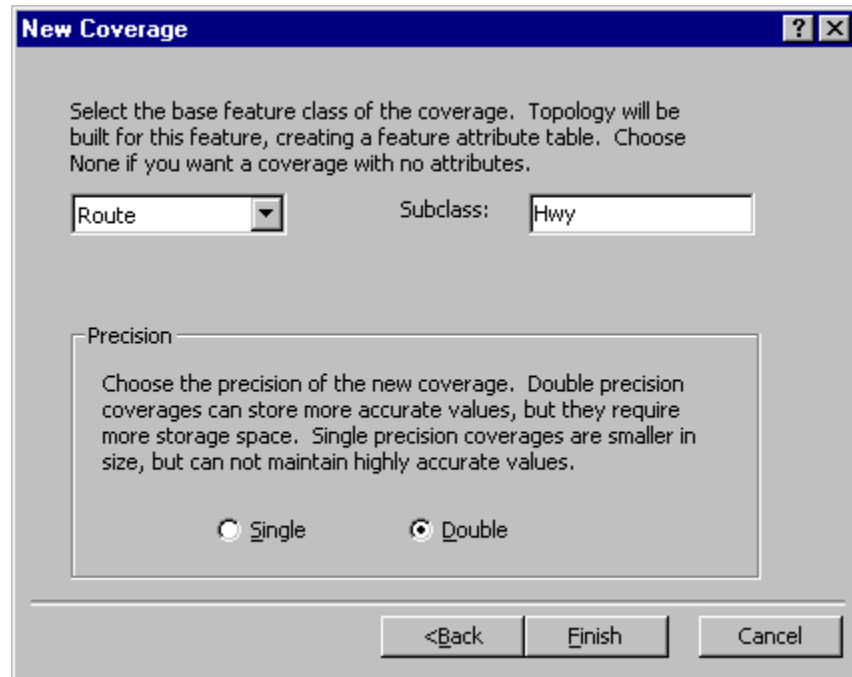 New Coverage
Select the base feature class of the coverage. Topology will be
built for this feature, creating a feature attribute table. Choose
None if you want a coverage with no attributes.
Route
Subclass:
Hwy
Precision
Choose the precision of the new coverage. Double precision
coverages can store more accurate values, but they require
more storage space. Single precision coverages are smaller in
size, but can not maintain highly accurate values.
Single
Double
<Back
Finish
Cancel